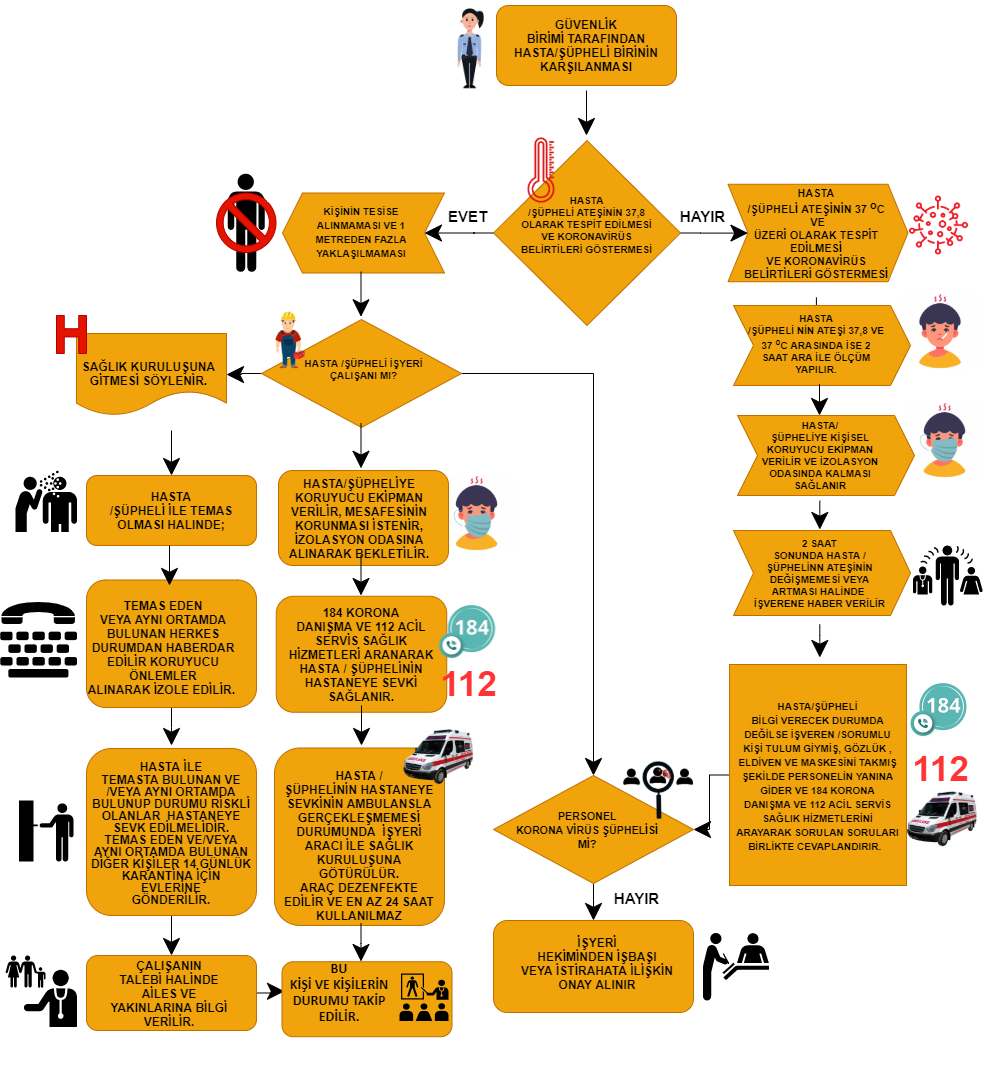 GÜVENLİK
BİRİMİ TARAFINDAN
HASTA/ŞÜPHELİ BİRİNİN
KARŞILANMASI
HASTA
/ŞÜPHELİ ATEŞİNİN 37,8
OLARAK TESPİT EDİLMESİ
VE KORONAVİRÜS
BELİRTİLERİ GÖSTERMESİ
EVET
HAYIR
KİŞİNİN TESİSE
ALINMAMASI VE 1
METREDEN FAZLA
YAKLAŞILMAMASI
HASTA
/ŞÜPHELİ ATEŞİNİN 37 ºC
VE
ÜZERİ OLARAK TESPİT
EDİLMESİ
VE KORONAVİRÜS
BELİRTİLERİ GÖSTERMESİ
HASTA
/ŞÜPHELİ NİN ATEŞİ 37,8 VE
37 ºC ARASINDA İSE 2
SAAT ARA İLE ÖLÇÜM
YAPILIR.
HASTA/
ŞÜPHELİYE KİŞİSEL
KORUYUCU EKİPMAN
VERİLİR VE İZOLASYON
ODASINDA KALMASI
SAĞLANIR
2 SAAT
SONUNDA HASTA /
ŞÜPHELİNN ATEŞİNİN
DEĞİŞMEMESİ VEYA
ARTMASI HALİNDE
İŞVERENE HABER VERİLİR
HASTA/ŞÜPHELİ
BİLGİ VERECEK DURUMDA
DEĞİLSE İŞVEREN /SORUMLU
KİŞİ TULUM GİYMİŞ, GÖZLÜK ,
ELDİVEN VE MASKESİNİ TAKMIŞ
ŞEKİLDE PERSONELİN YANINA
GİDER VE 184 KORONA
DANIŞMA VE 112 ACİL SERVİS
SAĞLIK HİZMETLERİNİ
ARAYARAK SORULAN SORULARI
BİRLİKTE CEVAPLANDIRIR.
184
112
HASTA /ŞÜPHELİ İŞYERİ
ÇALIŞANI MI?
H
SAĞLIK KURULUŞUNA
GİTMESİ SÖYLENİR.
HASTA
/ŞÜPHELİ İLE TEMAS
OLMASI HALINDE;
TEMAS EDEN
VEYA AYNI ORTAMDA
BULUNAN HERKES
DURUMDAN HABERDAR
EDİLİR KORUYUCU
ÖNLEMLER
ALINARAK İZOLE EDİLİR.
HASTA İLE
TEMASTA BULUNAN VE
/VEYA AYNI ORTAMDA
BULUNUP DURUMU RİSKLİ
OLANLAR HASTANEYE
SEVK EDİLMELİDİR.
TEMAS EDEN VE/VEYA
AYNI ORTAMDA BULUNAN
DİĞER KİŞİLER 14 GÜNLÜK
KARANTİNA İÇİN
EVLERİNE
GÖNDERİLİR.
ÇALIŞANIN
TALEBİ HALİNDE
AİLES VE
YAKINLARINA BİLGİ
VERİLİR.
HASTA/ŞÜPHELİYE
KORUYUCU EKİPMAN
VERİLİR, MESAFESİNİN
KORUNMASI İSTENİR,
İZOLASYON ODASINA
ALINARAK BEKLETİLİR.
184 KORONA
DANIŞMA VE 112 ACİL
SERVİS SAĞLIK
HİZMETLERİ ARANARAK
HASTA / ŞÜPHELİNİN
HASTANEYE SEVKİ
SAĞLANIR.
184
112
HASTA /
ŞÜPHELİNİN HASTANEYE
SEVKİNİN AMBULANSLA
GERÇEKLEŞMEMESİ
DURUMUNDA İŞYERİ
ARACI İLE SAĞLIK
KURULUŞUNA
GÖTÜRÜLÜR.
ARAÇ DEZENFEKTE
EDİLİR VE EN AZ 24 SAAT
KULLANILMAZ
BU
KİŞİ VE KİŞİLERİN
DURUMU TAKİP
EDİLİR.
PERSONEL
KORONA VİRÜS ŞÜPHELİSİ
Mİ?
HAYIR
İŞYERİ
HEKİMİNDEN İŞBAŞI
VEYA İSTİRAHATA İLİŞKİN
ONAY ALINIR